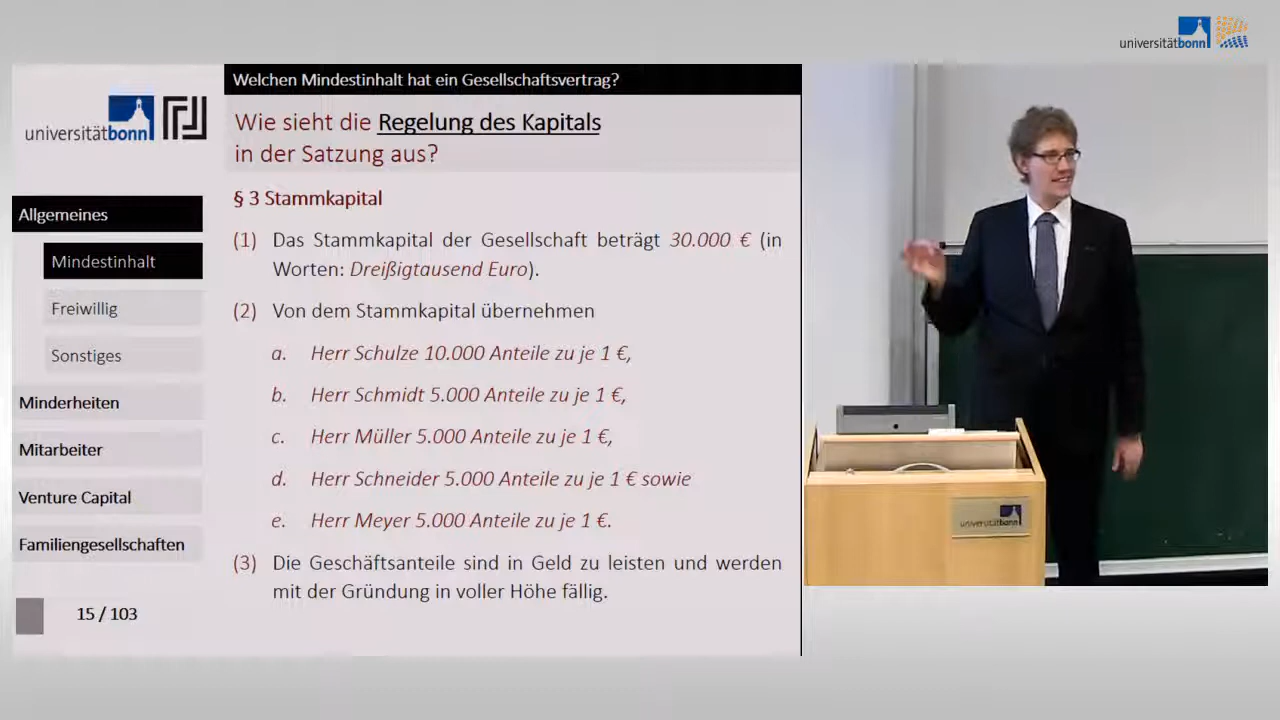 universitätbonn
Welchen Mindestinhalt hat ein Gesellschaftsvertrag?
universitätbonn
Wie sieht die Regelung des Kapitals
in der Satzung aus?
§ 3 Stammkapital
Allgemeines
Mindestinhalt
Freiwillig
Sonstiges
Minderheiten
Mitarbeiter
Venture Capital
Familiengesellschaften
15 / 103
(1) Das Stammkapital der Gesellschaft beträgt 30.000 € (in
Worten: Dreißigtausend Euro).
(2) Von dem Stammkapital übernehmen
a. Herr Schulze 10.000 Anteile zu je 1 €,
b. Herr Schmidt 5.000 Anteile zu je 1 €,
c. Herr Müller 5.000 Anteile zu je 1 €,
d. Herr Schneider 5.000 Anteile zu je 1 € sowie
e. Herr Meyer 5.000 Anteile zu je 1 €.
(3) Die Geschäftsanteile sind in Geld zu leisten und werden
mit der Gründung in voller Höhe fällig.
universitätbonn